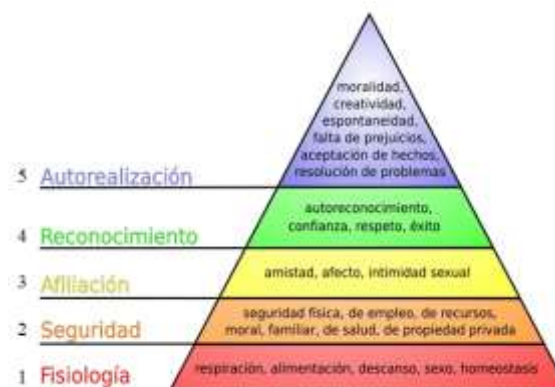 moralidad,
creatividad,
espontaneidad,
falta de prejuicios,
aceptación de hechos,
resolución de problemas
5 Autorealización
autoreconocimiento,
confianza, respeto, éxito
4 Reconocimiento
amistad, afecto, intimidad sexual
3 Afiliación
seguridad física, de empleo, de recursos,
moral, familiar, de salud, de propiedad privada
2 Seguridad
respiración, alimentación, descanso, sexo, homeostasis
1 Fisiología